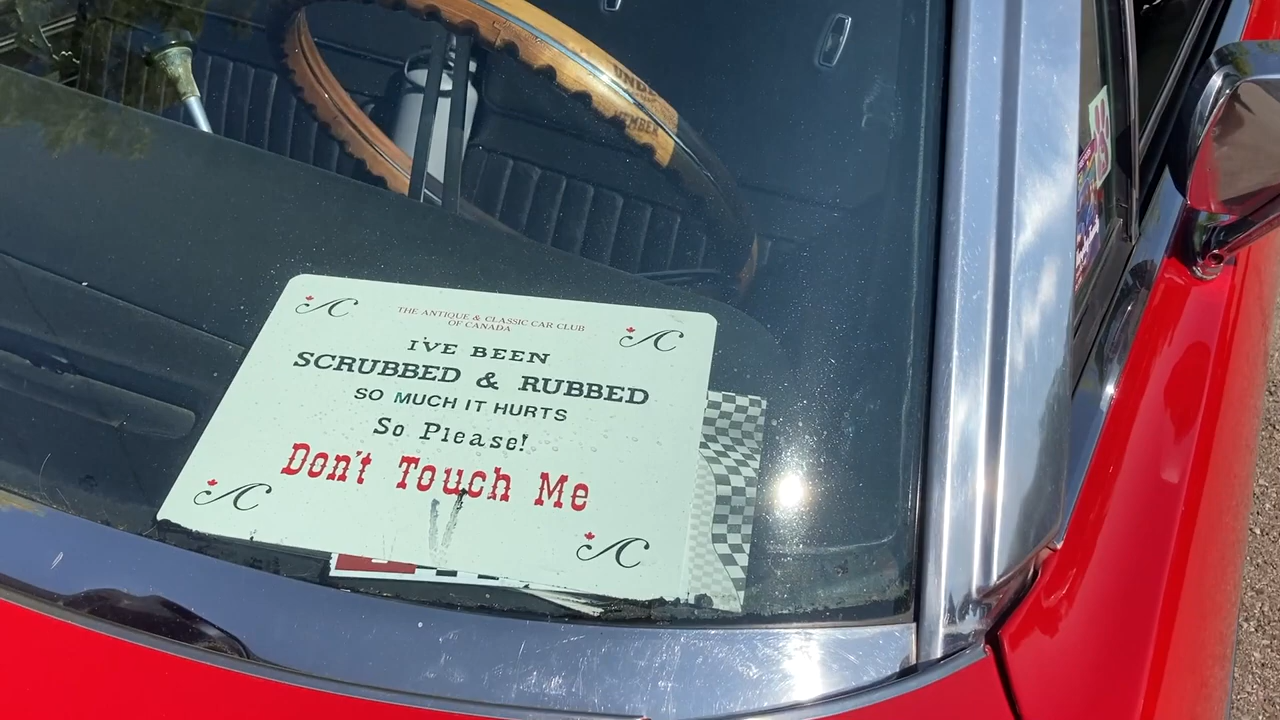 THE ANTIQUE & CLASSIC CAR CLUB
OF CANADA
I'VE BEEN
SCRUBBED & RUBBED
SO MUCH IT HURTS
So Please!
Don't Touch Me
MEMBER